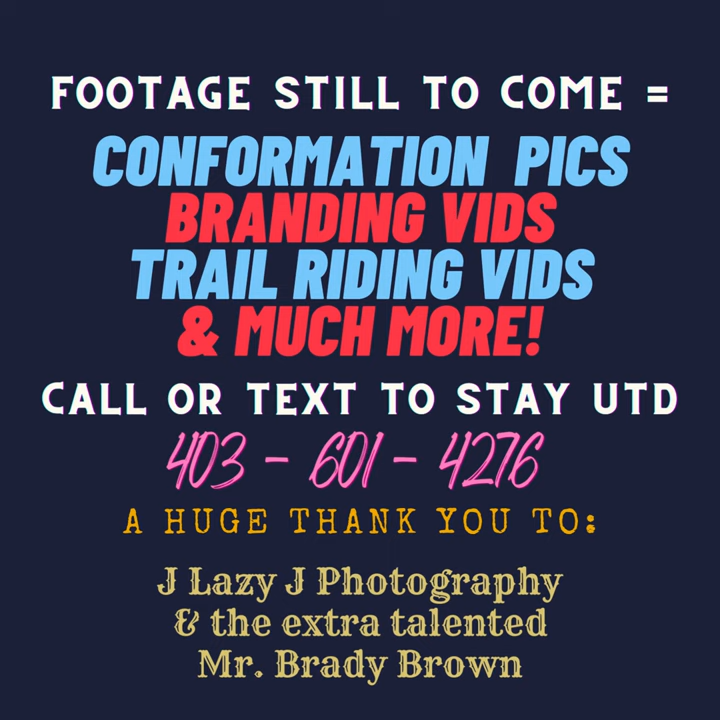 FOOTAGE STILL TO COME =
CONFORMATION PICS
BRANDING VIDS
TRAIL RIDING VIDS
& MUCH MORE!
CALL OR TEXT TO STAY UTD
403 - 601 - 4276
A HUGE THANK YOU TO:
J Lazy J Photography
& the extra talented
Mr. Brady Brown